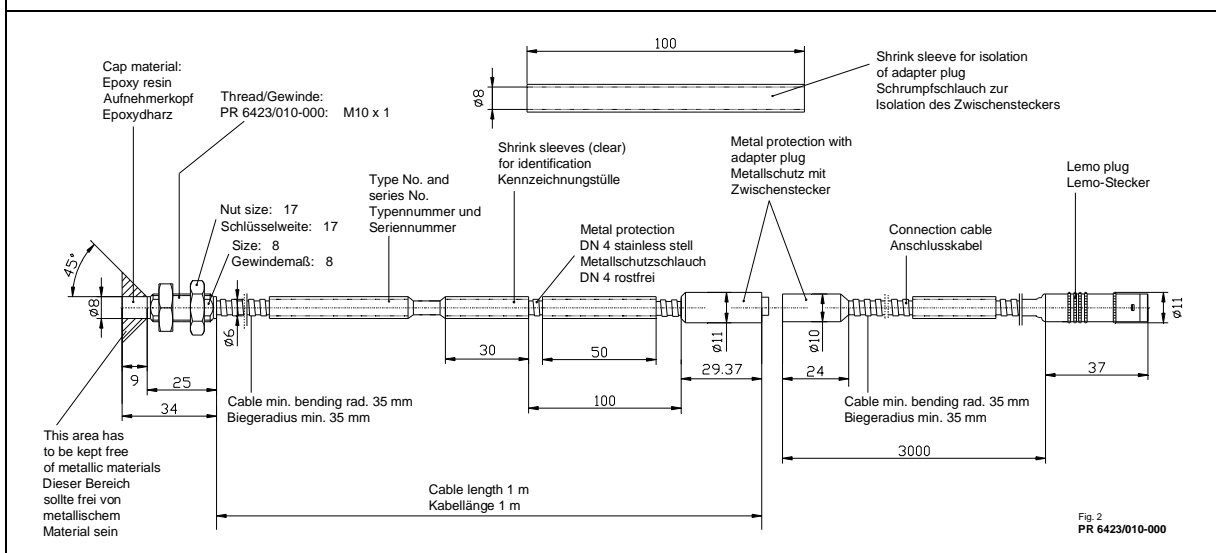 100
Shrink sleeve for isolation
of adapter plug
Schrumpfschlauch zur
Isolation des Zwischensteckers
ø8
Cap material:
Epoxy resin
Aufnehmerkopf
Epoxydharz
Thread/Gewinde:
PR 6423/010-000: M10 x 1
Shrink sleeves (clear)
for identification
Kennzeichnungstülle
Metal protection with
adapter plug
Metallschutz mit
Zwischenstecker
Lemo plug
Lemo-Stecker
Type No. and
series No.
Typennummer und
Seriennummer
Nut size: 17
Schlüsselweite: 17
Size: 8
Gewindemaß: 8
Metal protection
DN 4 stainless stell
Metallschutzschlauch
DN 4 rostfrei
Connection cable
Anschlusskabel
45°
ø8
ø6
ø11
ø10
ø11
30
50
29.37
24
37
9
25
34
100
Cable min. bending rad. 35 mm
Biegeradius min. 35 mm
Cable min. bending rad. 35 mm
Biegeradius min. 35 mm
3000
This area has
to be kept free
of metallic materials
Dieser Bereich
sollte frei von
metallischem
Material sein
Cable length 1 m
Kabellänge 1 m
Fig. 2
PR 6423/010-000